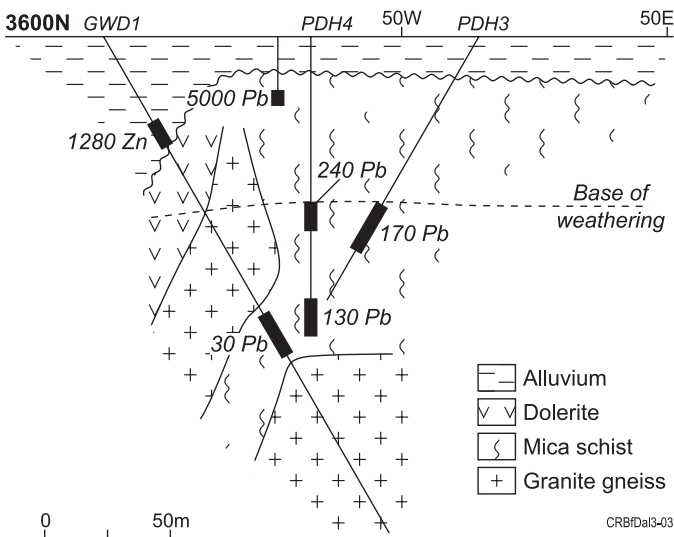 3600N GWD1 PDH4 50W PDH3 50E
5000 Pb
1280 Zn
240 Pb
Base of
weathering
170 Pb
130 Pb
30 Pb
Alluvium
Dolerite
Mica schist
Granite gneiss
0 50m
CRBfDal3-03